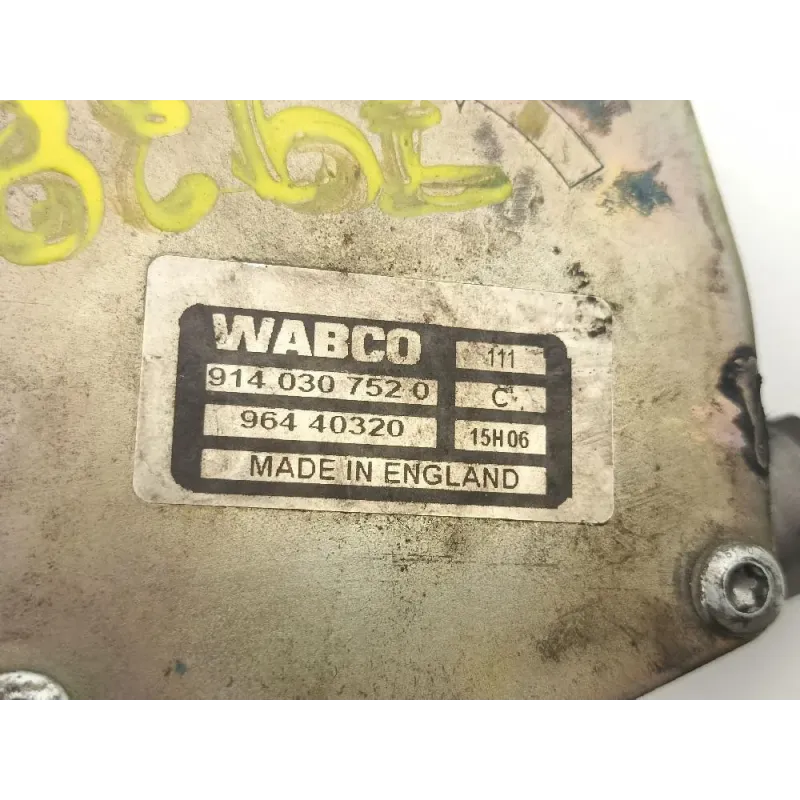 WABCO 111
914 030 752 0 C
964 40320 15H06
MADE IN ENGLAND